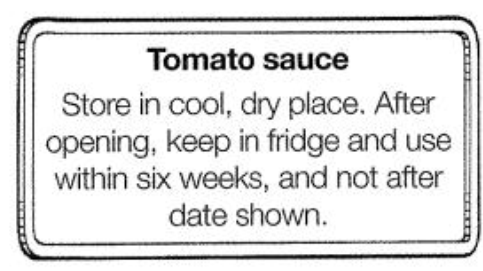 Tomato sauce
Store in cool, dry place. After
opening, keep in fridge and use
within six weeks, and not after
date shown.